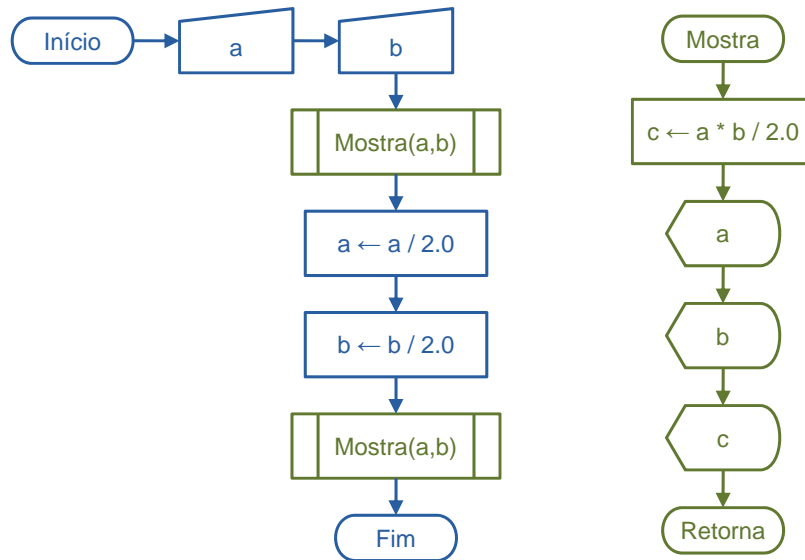 Início
a
b
Mostra(a,b)
a ← a / 2.0
b ← b / 2.0
Mostra(a,b)
Fim
Mostra
c ← a * b / 2.0
a
b
c
Retorna